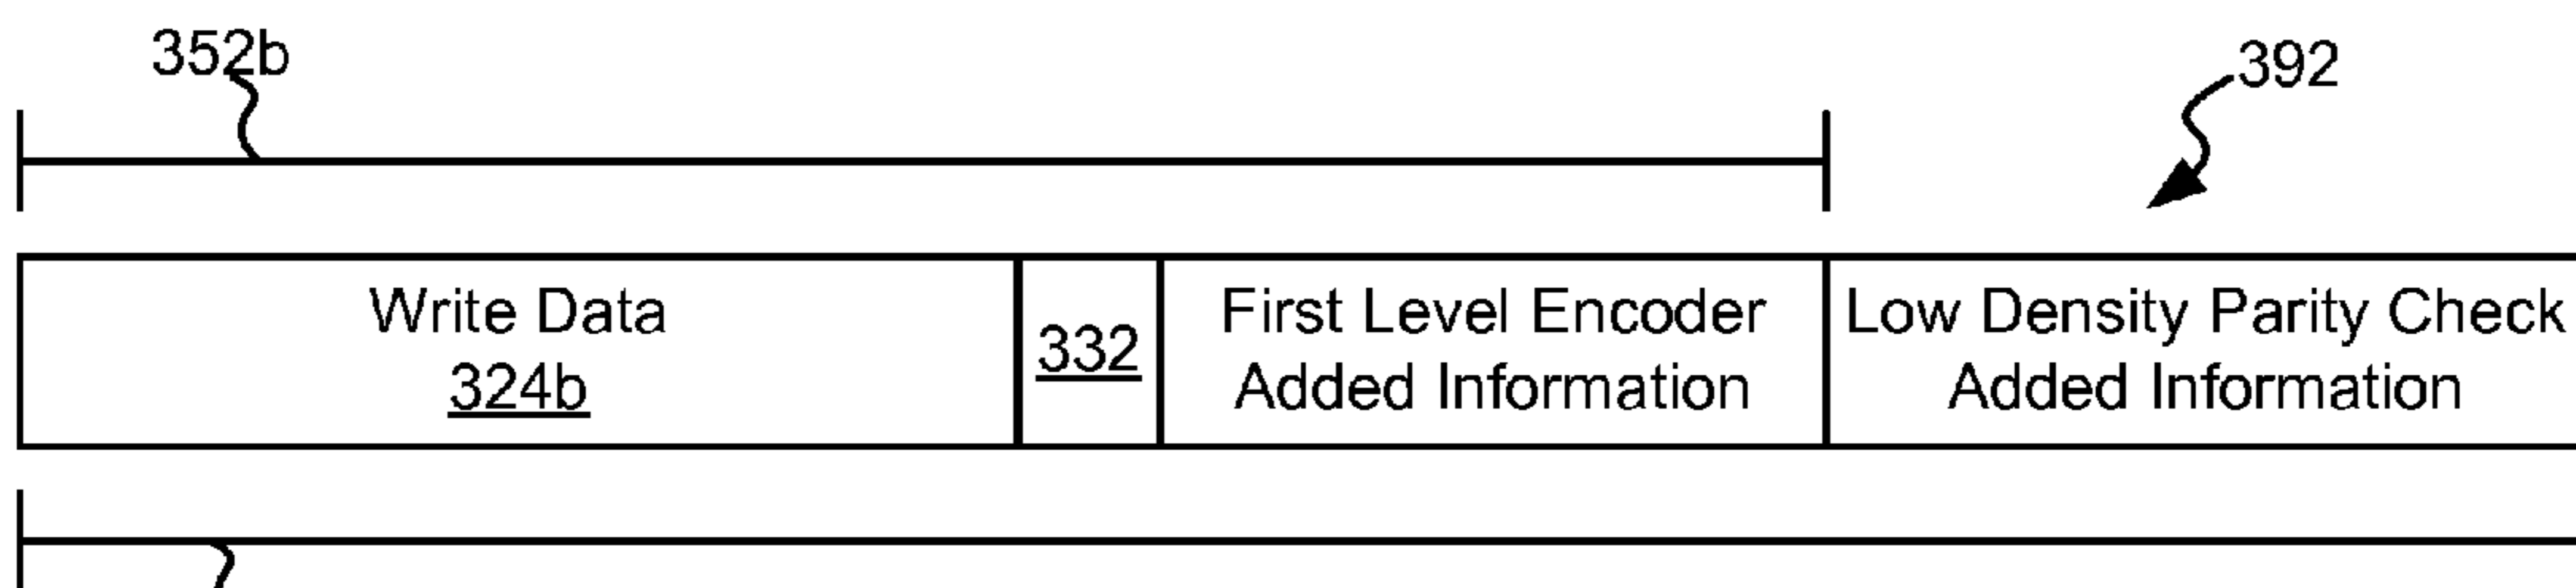 352b
392
Write Data
324b
332
First Level Encoder
Added Information
Low Density Parity Check
Added Information